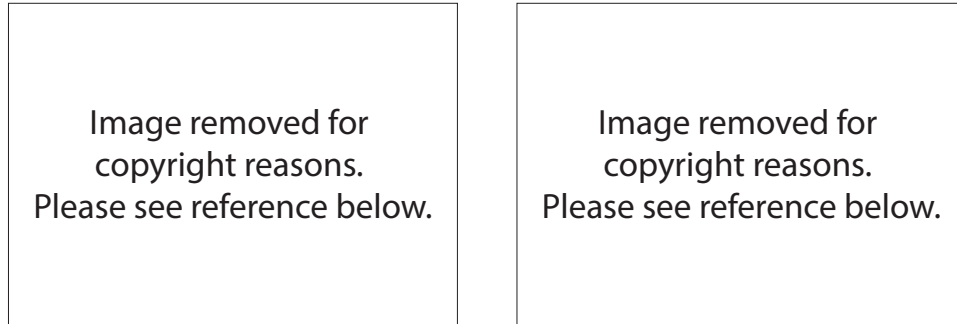 Image removed for
copyright reasons.
Please see reference below.
Image removed for
copyright reasons.
Please see reference below.